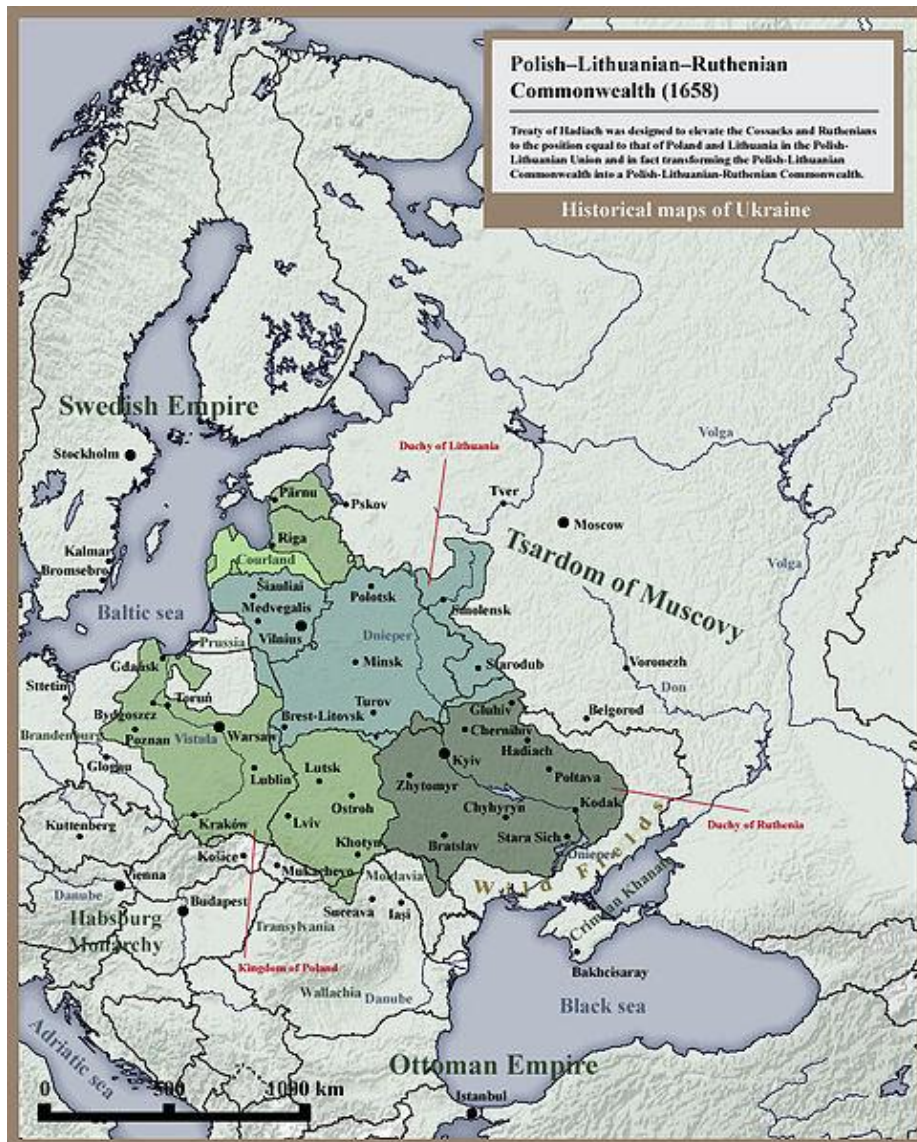 Polish–Lithuanian–Ruthenian
Commonwealth (1658)
Treaty of Hadiach was designed to elevate the Cossacks and Ruthenians
to the position equal to that of Poland and Lithuania in the Polish-
Lithuanian Union and in fact transforming the Polish-Lithuanian
Commonwealth into a Polish-Lithuanian-Ruthenian Commonwealth.
Historical maps of Ukraine
Swedish Empire
Stockholm
Duchy of Lithuania
Volga
Pärnu
Pskov
Tver
Moscow
Riga
Kalmar
Courland
Tsardom of Muscovy
Volga
Bromsebro
Šiauliai
Polotsk
Medvegalis
Smolensk
Baltic sea
Vilnius
Dnieper
Prussia
Gdańsk
Minsk
Starodub
Voronezh
Sttetin
Toruń
Don
Bydgoszcz
Turov
Gluhiv
Belgorod
Brandenburg
Poznan
Vistula
Warsaw
Brest-Litovsk
Chernihiv
Hadiach
Glogau
Kyiv
Lublin
Lutsk
Zhytomyr
Poltava
Ostroh
Chyhyryn
Kodak
Kuttenberg
Kraków
Lviv
Duchy of Ruthenia
Khotyn
Bratslav
Stara Sich
Košice
Dnieper
Mukachevo
Moldavia
Wild Fields
Vienna
Danube
Budapest
Suceava
Iași
Crimean Khanate
Habsburg
Monarchy
Transylvania
Kingdom of Poland
Bakhcisaray
Wallachia
Danube
Black sea
Adriatic sea
Ottoman Empire
0 500 1000 km
Istanbul